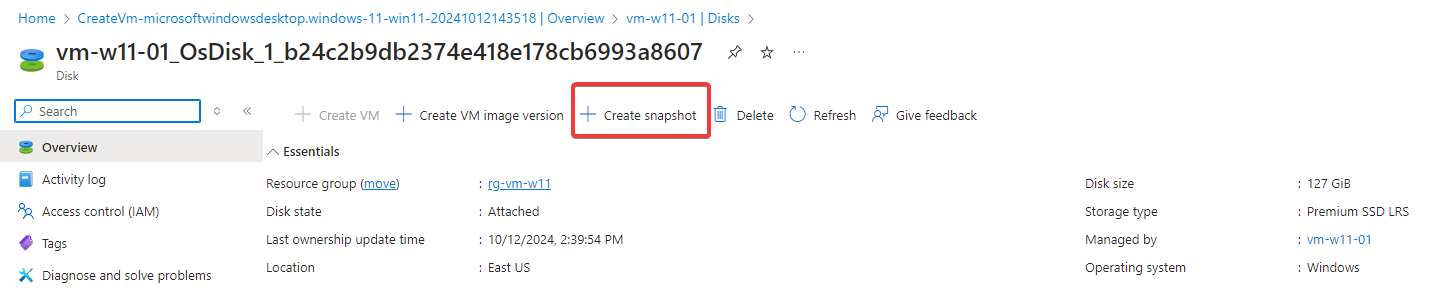 Home > CreateVm-microsoftwindowsdesktop.windows-11-win11-20241012143518 | Overview > vm-w11-01 | Disks >
vm-w11-01_OsDisk_1_b24c2b9db2374e418e178cb6993a8607
Disk
Search
Create VM
Create VM image version
Create snapshot
Delete
Refresh
Give feedback
Overview
Activity log
Access control (IAM)
Tags
Diagnose and solve problems
Essentials
Resource group (move) : rg-vm-w11
Disk state : Attached
Last ownership update time : 10/12/2024, 2:39:54 PM
Location : East US
Disk size : 127 GiB
Storage type : Premium SSD LRS
Managed by : vm-w11-01
Operating system : Windows